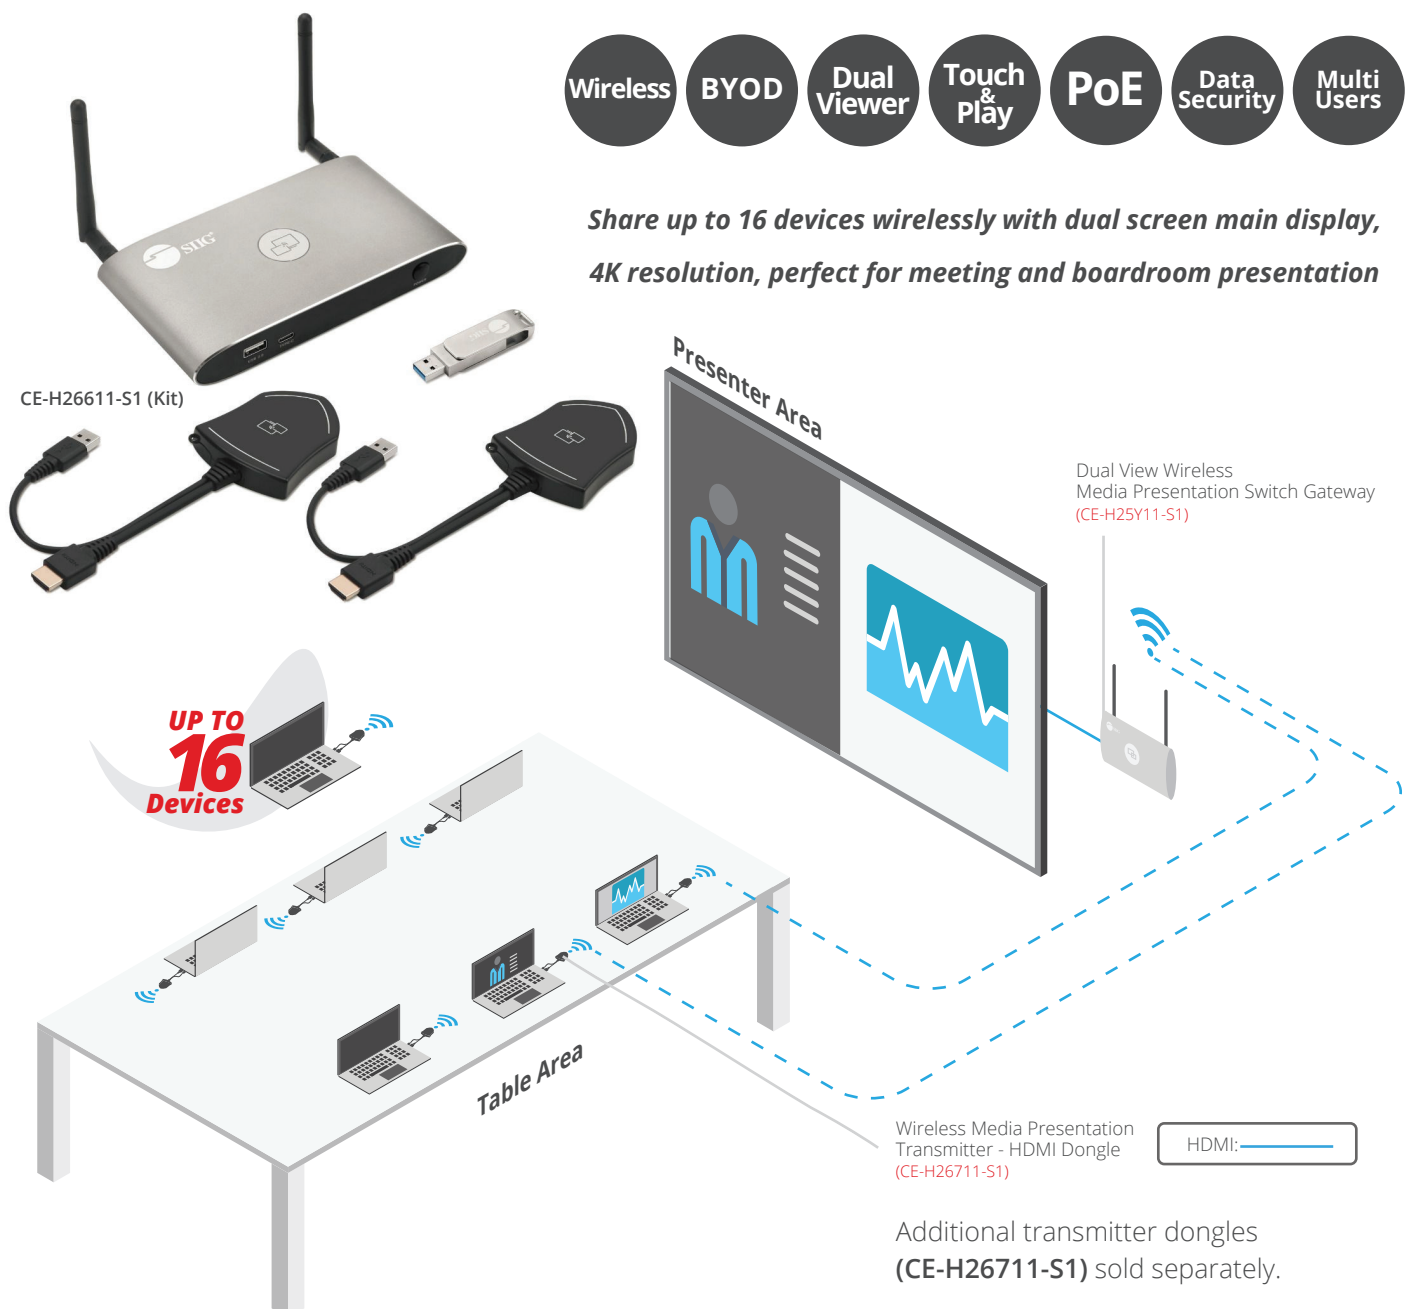 Wireless
BYOD
Dual
Viewer
Touch
&
Play
PoE
Data
Security
Multi
Users
Share up to 16 devices wirelessly with dual screen main display,
4K resolution, perfect for meeting and boardroom presentation
SIIG
CE-H26611-S1 (Kit)
Presenter Area
Dual View Wireless
Media Presentation Switch Gateway
(CE-H25Y11-S1)
UP TO
16
Devices
Table Area
Wireless Media Presentation
Transmitter - HDMI Dongle
(CE-H26711-S1)
HDMI:
Additional transmitter dongles
(CE-H26711-S1) sold separately.